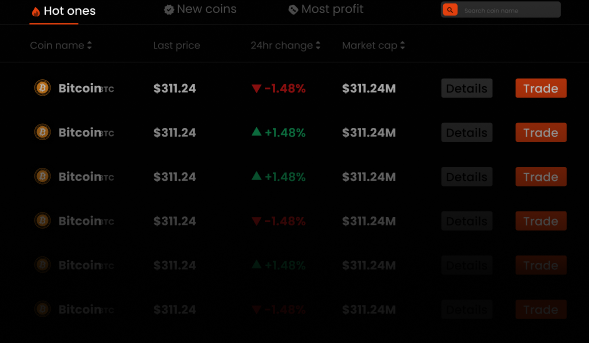 Hot ones New coins Most profit Search coin name
Coin name Last price 24hr change Market cap
Bitcoin BTC $311.24 -1.48% $311.24M Details Trade
Bitcoin BTC $311.24 +1.48% $311.24M Details Trade
Bitcoin BTC $311.24 +1.48% $311.24M Details Trade
Bitcoin BTC $311.24 -1.48% $311.24M Details Trade
Bitcoin BTC $311.24 +1.48% $311.24M Details Trade
Bitcoin BTC $311.24 -1.48% $311.24M Details Trade